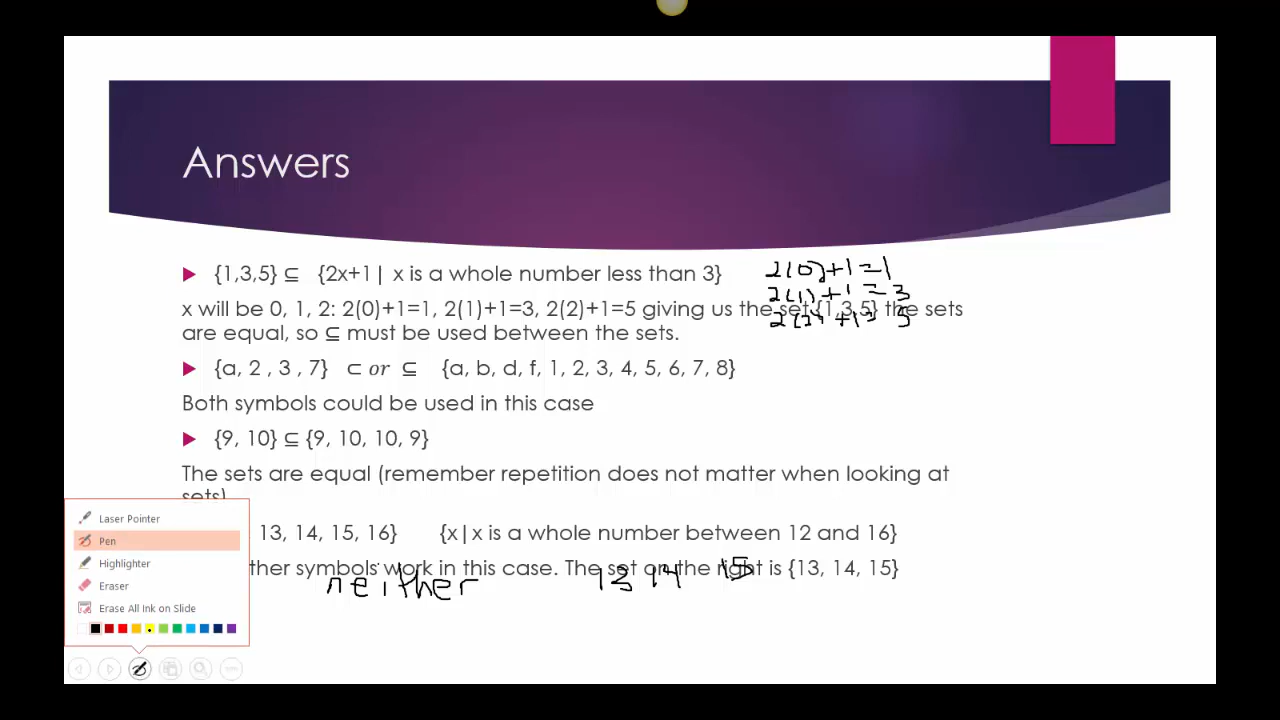 Answers
{1,3,5} ⊆ {2x+1| x is a whole number less than 3}
2(0)+1=1
2(1)+1=3
x will be 0, 1, 2: 2(0)+1=1, 2(1)+1=3, 2(2)+1=5 giving us the set {1,3,5} the sets
are equal, so ⊆ must be used between the sets.
{a, 2 , 3 , 7} ⊂ or ⊆ {a, b, d, f, 1, 2, 3, 4, 5, 6, 7, 8}
Both symbols could be used in this case
{9, 10} ⊆ {9, 10, 10, 9}
The sets are equal (remember repetition does not matter when looking at
sets)
13, 14, 15, 16} {x|x is a whole number between 12 and 16}
symbols work in this case. The set on the right is {13, 14, 15}
neither 13 14 15
Laser Pointer
Pen
Highlighter
Eraser
Erase All Ink on Slide